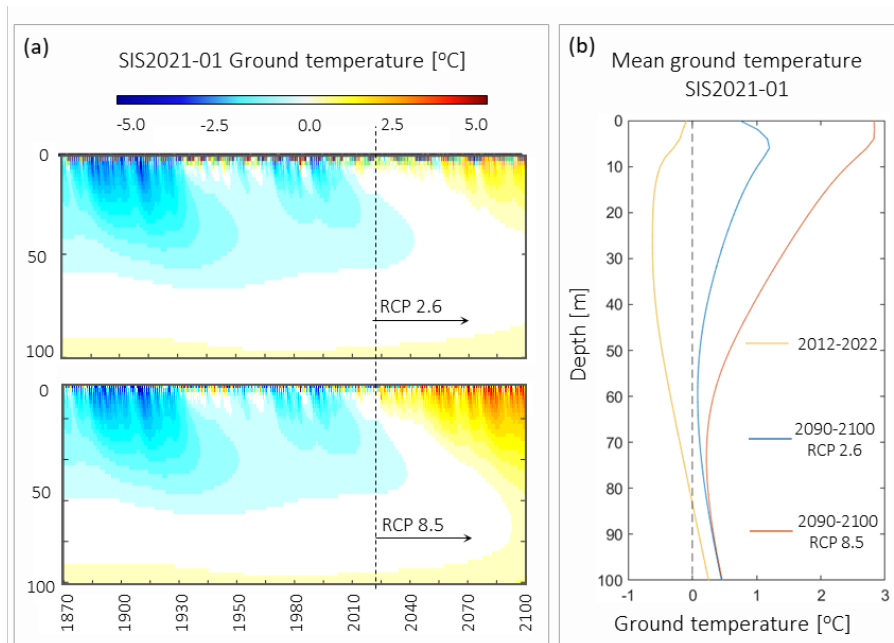 (a)
SIS2021-01 Ground temperature [°C]
-5.0 -2.5 0.0 2.5 5.0
0
50
100
RCP 2.6
0
50
100
RCP 8.5
1870 1900 1930 1950 1980 2010 2040 2070 2100
(b)
Mean ground temperature
SIS2021-01
0
10
20
30
40
50
60
70
80
90
100
Depth [m]
2012-2022
2090-2100
RCP 2.6
2090-2100
RCP 8.5
-1 0 1 2 3
Ground temperature [°C]